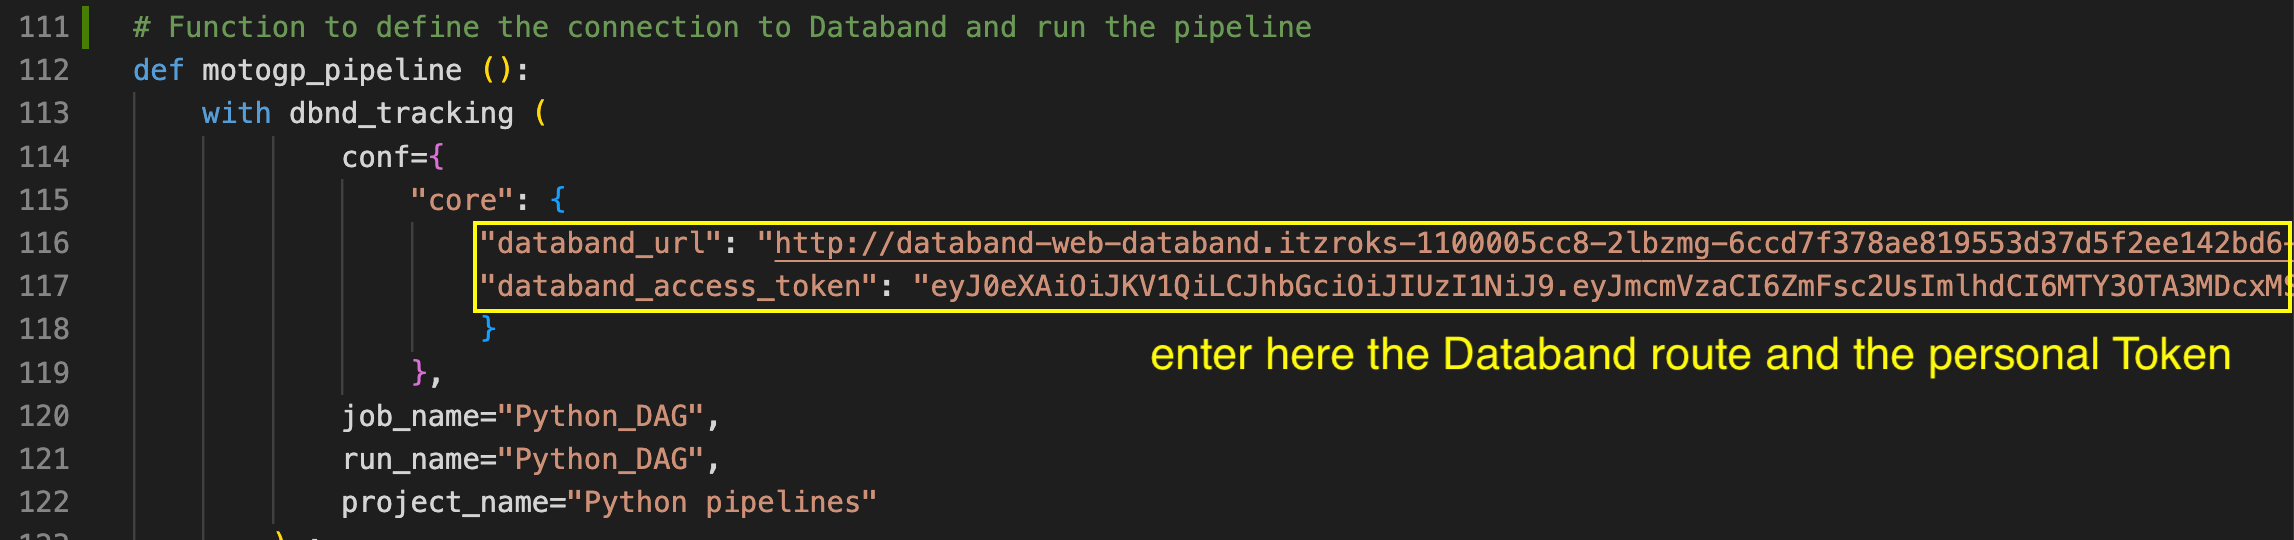 111 # Function to define the connection to Databand and run the pipeline
112 def motogp_pipeline ():
113 with dbnd_tracking (
114 conf={
115 "core": {
116 "databand_url": "http://databand-web-databand.itzroks-1100005cc8-2lbzmg-6ccd7f378ae819553d37d5f2ee142bd6-
117 "databand_access_token": "eyJ0eXAiOiJKV1QiLCJhbGciOiJIUzI1NiJ9.eyJmcmVzaCI6ZmFsc2UsImlhdCI6MTY3OTA3MDcxMS
118 }
enter here the Databand route and the personal Token
119 },
120 job_name="Python_DAG",
121 run_name="Python_DAG",
122 project_name="Python pipelines"